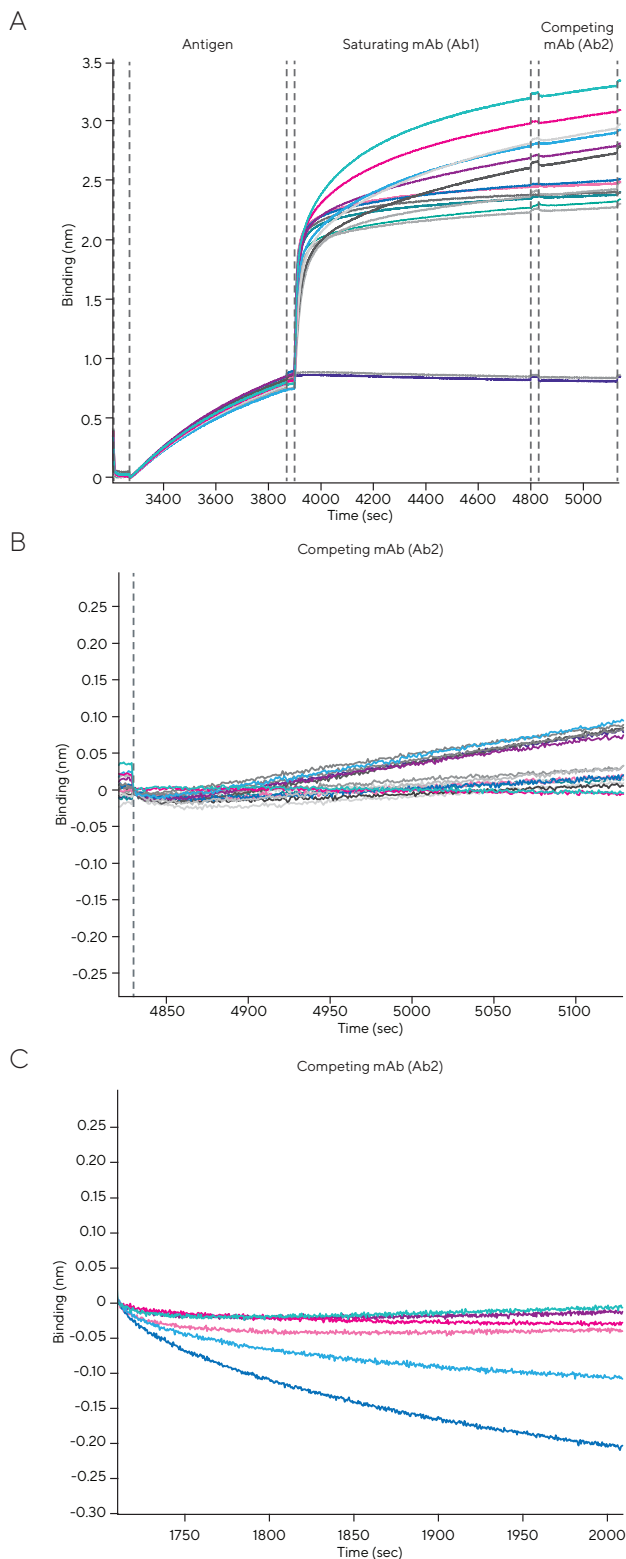 A
Antigen
Saturating mAb (Ab1)
Competing
mAb (Ab2)
3.5
3.0
2.5
2.0
1.5
1.0
0.5
0
Binding (nm)
3400 3600 3800 4000 4200 4400 4600 4800 5000
Time (sec)
B
Competing mAb (Ab2)
0.25
0.20
0.15
0.10
0.05
0
-0.05
-0.10
-0.15
-0.20
-0.25
Binding (nm)
4850 4900 4950 5000 5050 5100
Time (sec)
C
Competing mAb (Ab2)
0.25
0.20
0.15
0.10
0.05
0
-0.05
-0.10
-0.15
-0.20
-0.25
-0.30
Binding (nm)
1750 1800 1850 1900 1950 2000
Time (sec)